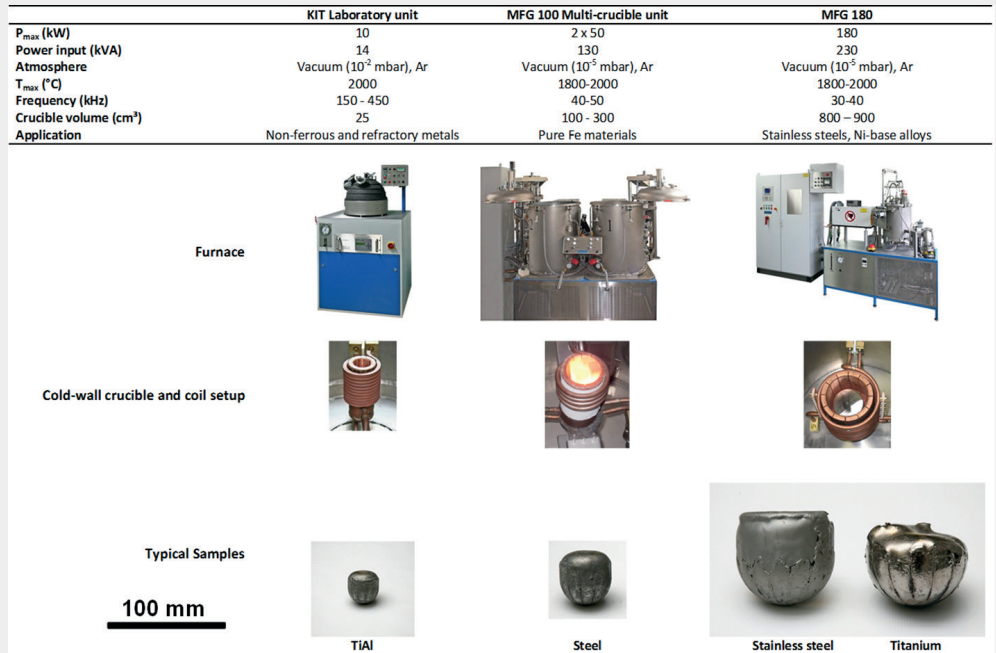 KIT Laboratory unit MFG 100 Multi-crucible unit MFG 180
Pmax (kW) 10 2 x 50 180
Power input (kVA) 14 130 230
Atmosphere Vacuum (10⁻² mbar), Ar Vacuum (10⁻⁵ mbar), Ar Vacuum (10⁻⁵ mbar), Ar
Tmax (°C) 2000 1800-2000 1800-2000
Frequency (kHz) 150 - 450 40-50 30-40
Crucible volume (cm³) 25 100 - 300 800 – 900
Application Non-ferrous and refractory metals Pure Fe materials Stainless steels, Ni-base alloys
Furnace
Cold-wall crucible and coil setup
Typical Samples
100 mm
TiAl Steel Stainless steel Titanium